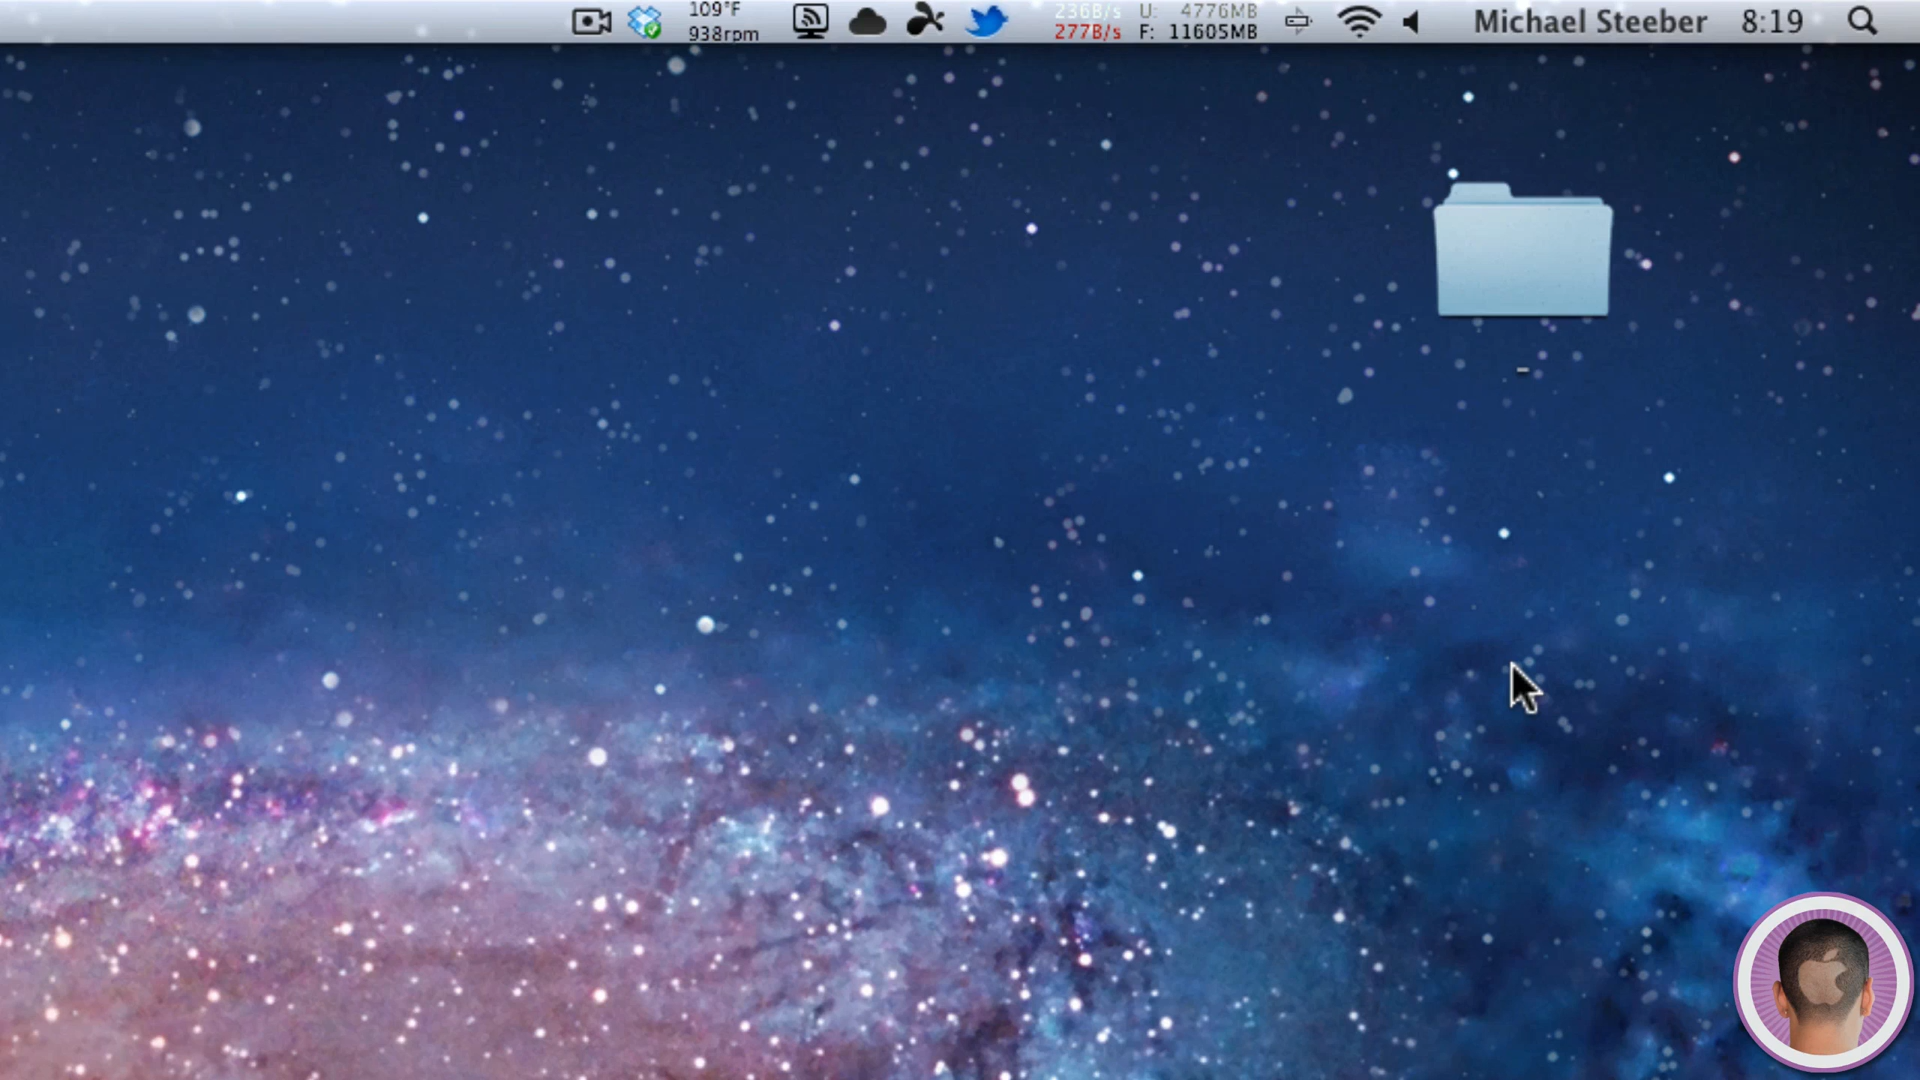 109°F
938rpm
236B/s
277B/s
U: 4776MB
F: 11605MB
Michael Steeber 8:19
-